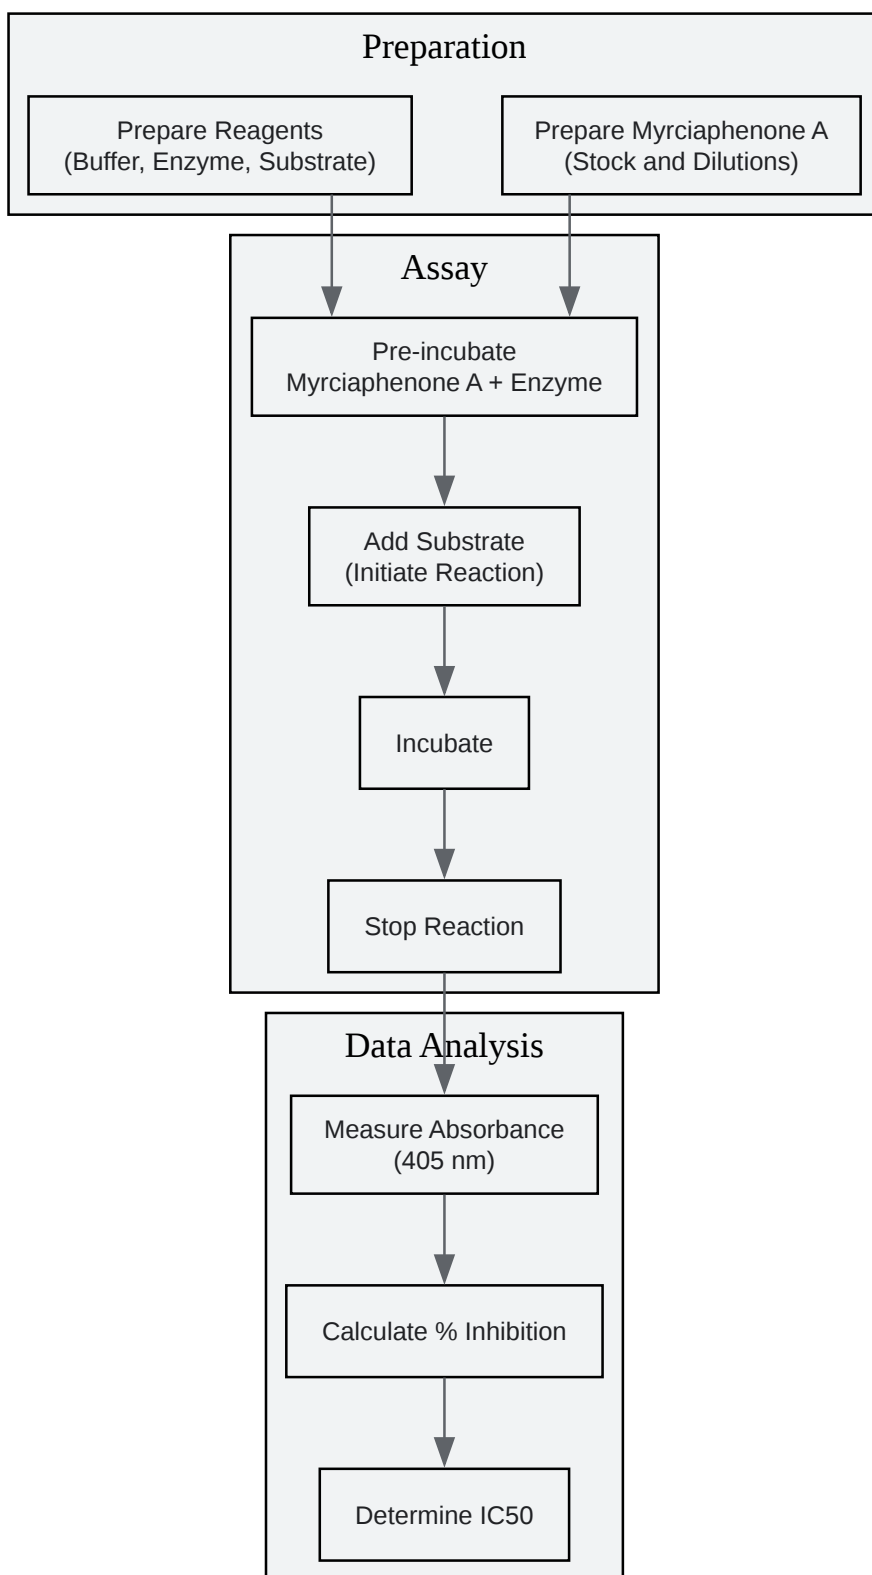 Preparation
Prepare Reagents
(Buffer, Enzyme, Substrate)
Prepare Myrciaphenone A
(Stock and Dilutions)
Assay
Pre-incubate
Myrciaphenone A + Enzyme
Add Substrate
(Initiate Reaction)
Incubate
Stop Reaction
Data Analysis
Measure Absorbance
(405 nm)
Calculate % Inhibition
Determine IC50